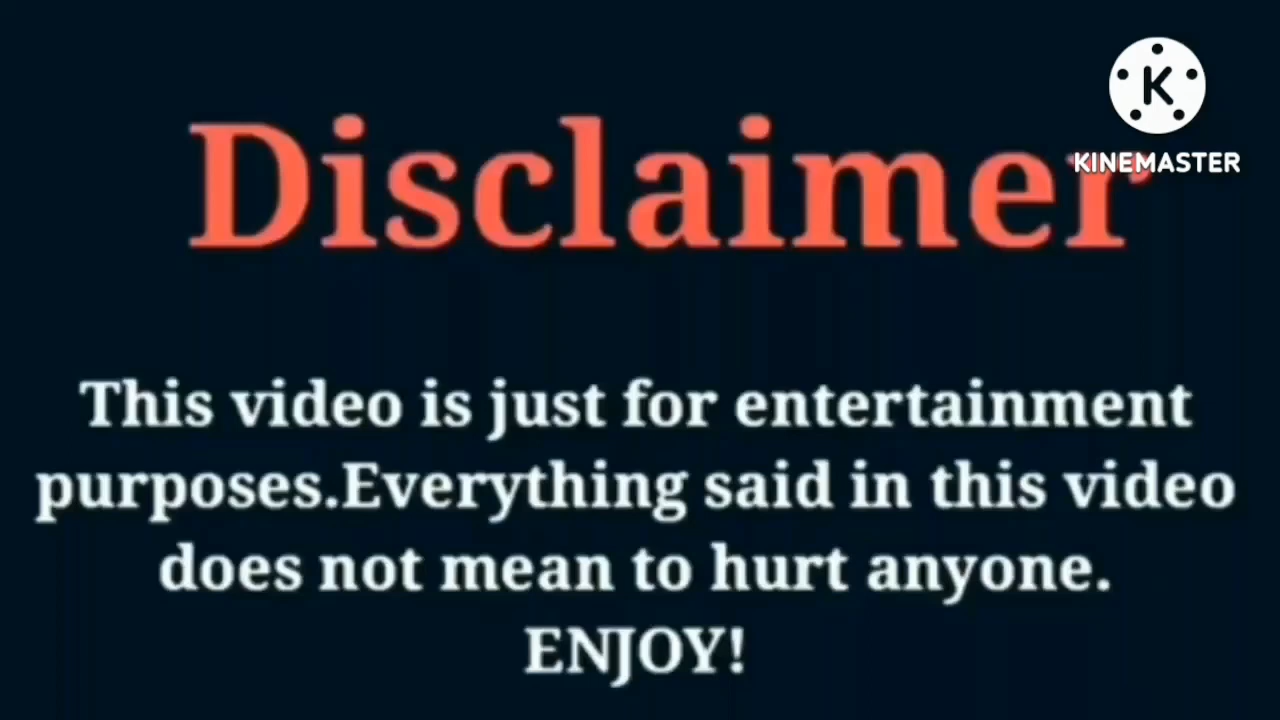 K
KINEMASTER
Disclaimer
This video is just for entertainment
purposes.Everything said in this video
does not mean to hurt anyone.
ENJOY!